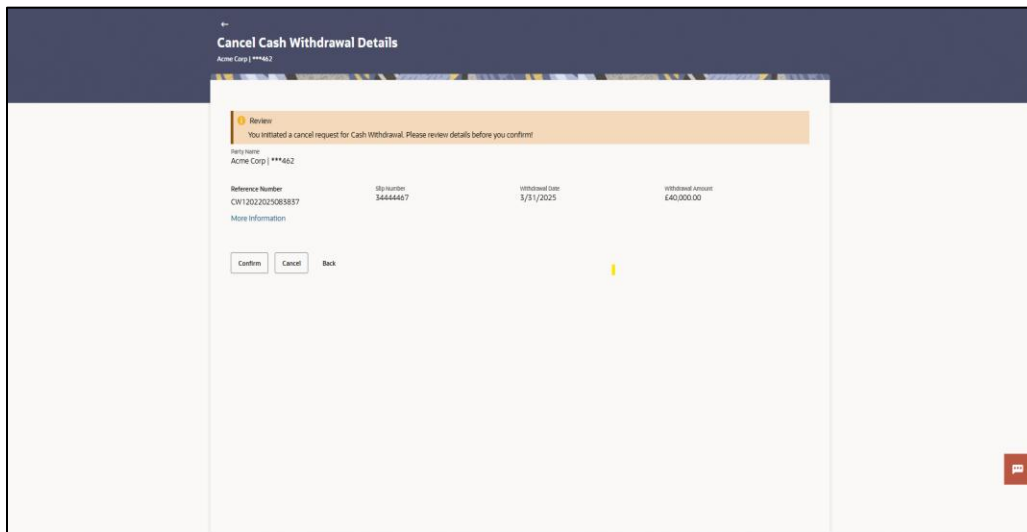 Cancel Cash Withdrawal Details
Acme Corp | ***462
Review
You initiated a cancel request for Cash Withdrawal. Please review details before you confirm!
Party Name
Acme Corp | ***462
Reference Number
CW12022025083837
Slip Number
34444467
Withdrawal Date
3/31/2025
Withdrawal Amount
£40,000.00
More Information
Confirm
Cancel
Back